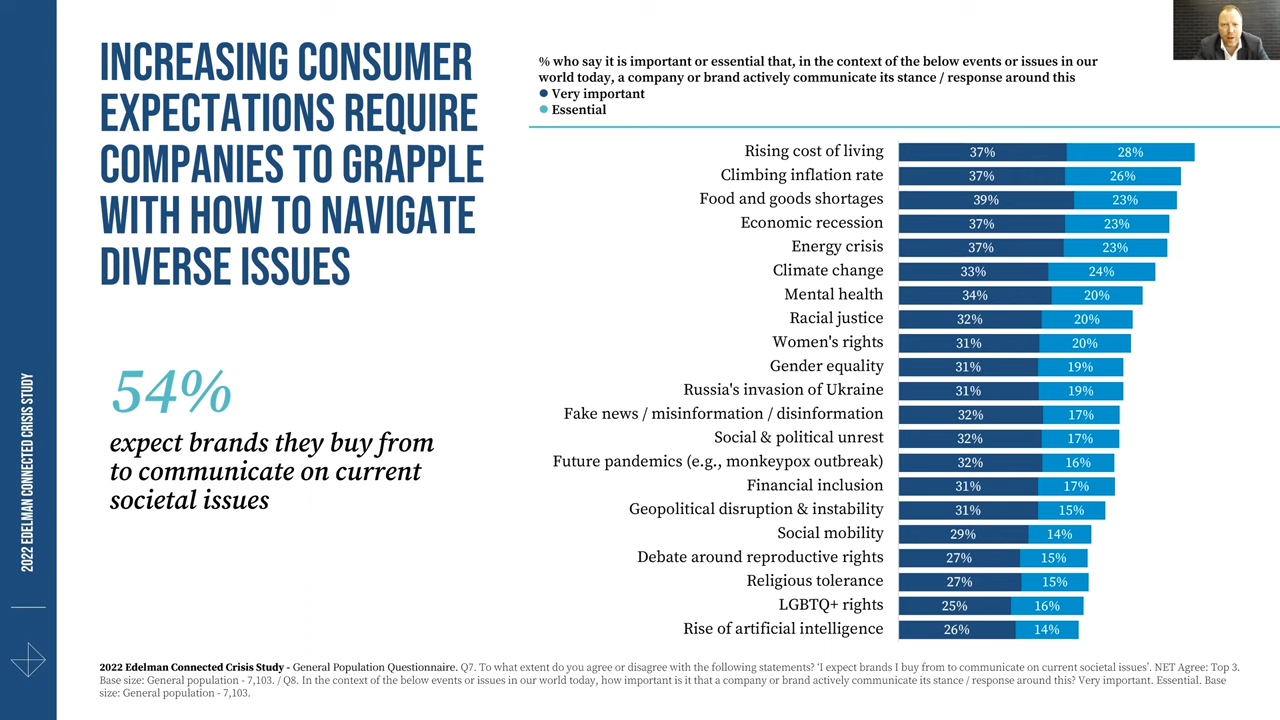 INCREASING CONSUMER
EXPECTATIONS REQUIRE
COMPANIES TO GRAPPLE
WITH HOW TO NAVIGATE
DIVERSE ISSUES
54%
expect brands they buy from
to communicate on current
societal issues
2022 EDELMAN CONNECTED CRISIS STUDY
% who say it is important or essential that, in the context of the below events or issues in our
world today, a company or brand actively communicate its stance / response around this
Very important
Essential
Rising cost of living 37% 28%
Climbing inflation rate 37% 26%
Food and goods shortages 39% 23%
Economic recession 37% 23%
Energy crisis 37% 23%
Climate change 33% 24%
Mental health 34% 20%
Racial justice 32% 20%
Women's rights 31% 20%
Gender equality 31% 19%
Russia's invasion of Ukraine 31% 19%
Fake news / misinformation / disinformation 32% 17%
Social & political unrest 32% 17%
Future pandemics (e.g., monkeypox outbreak) 32% 16%
Financial inclusion 31% 17%
Geopolitical disruption & instability 31% 15%
Social mobility 29% 14%
Debate around reproductive rights 27% 15%
Religious tolerance 27% 15%
LGBTQ+ rights 25% 16%
Rise of artificial intelligence 26% 14%
2022 Edelman Connected Crisis Study - General Population Questionnaire. Q7. To what extent do you agree or disagree with the following statements? 'I expect brands I buy from to communicate on current societal issues'. NET Agree: Top 3.
Base size: General population - 7,103. / Q8. In the context of the below events or issues in our world today, how important is it that a company or brand actively communicate its stance / response around this? Very important. Essential. Base
size: General population - 7,103.